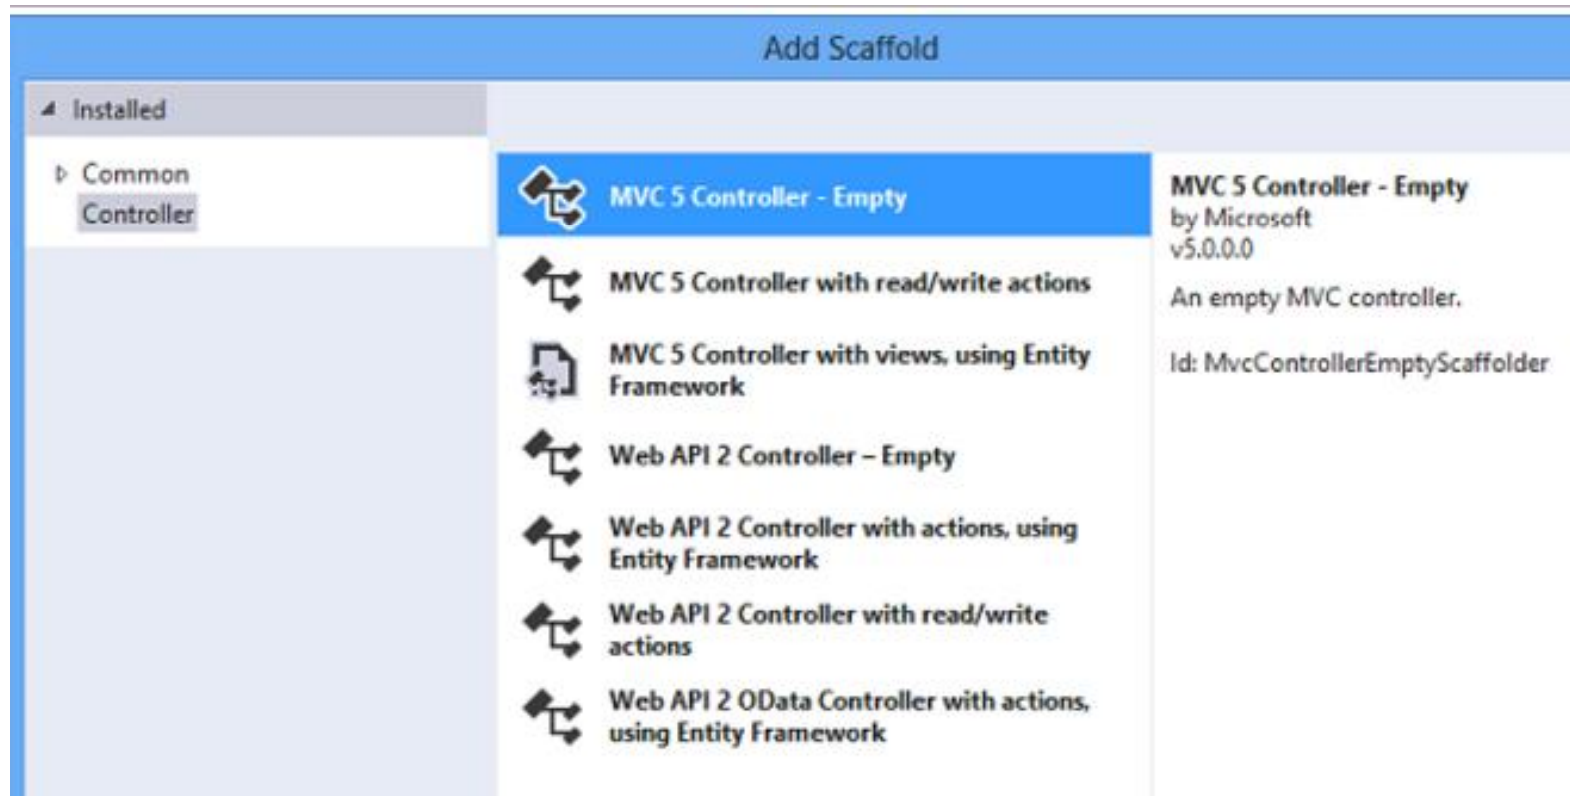 Add Scaffold
Installed
Common
Controller
MVC 5 Controller - Empty
MVC 5 Controller with read/write actions
MVC 5 Controller with views, using Entity
Framework
Web API 2 Controller – Empty
Web API 2 Controller with actions, using
Entity Framework
Web API 2 Controller with read/write
actions
Web API 2 OData Controller with actions,
using Entity Framework
MVC 5 Controller - Empty
by Microsoft
v5.0.0.0
An empty MVC controller.
Id: MvcControllerEmptyScaffolder